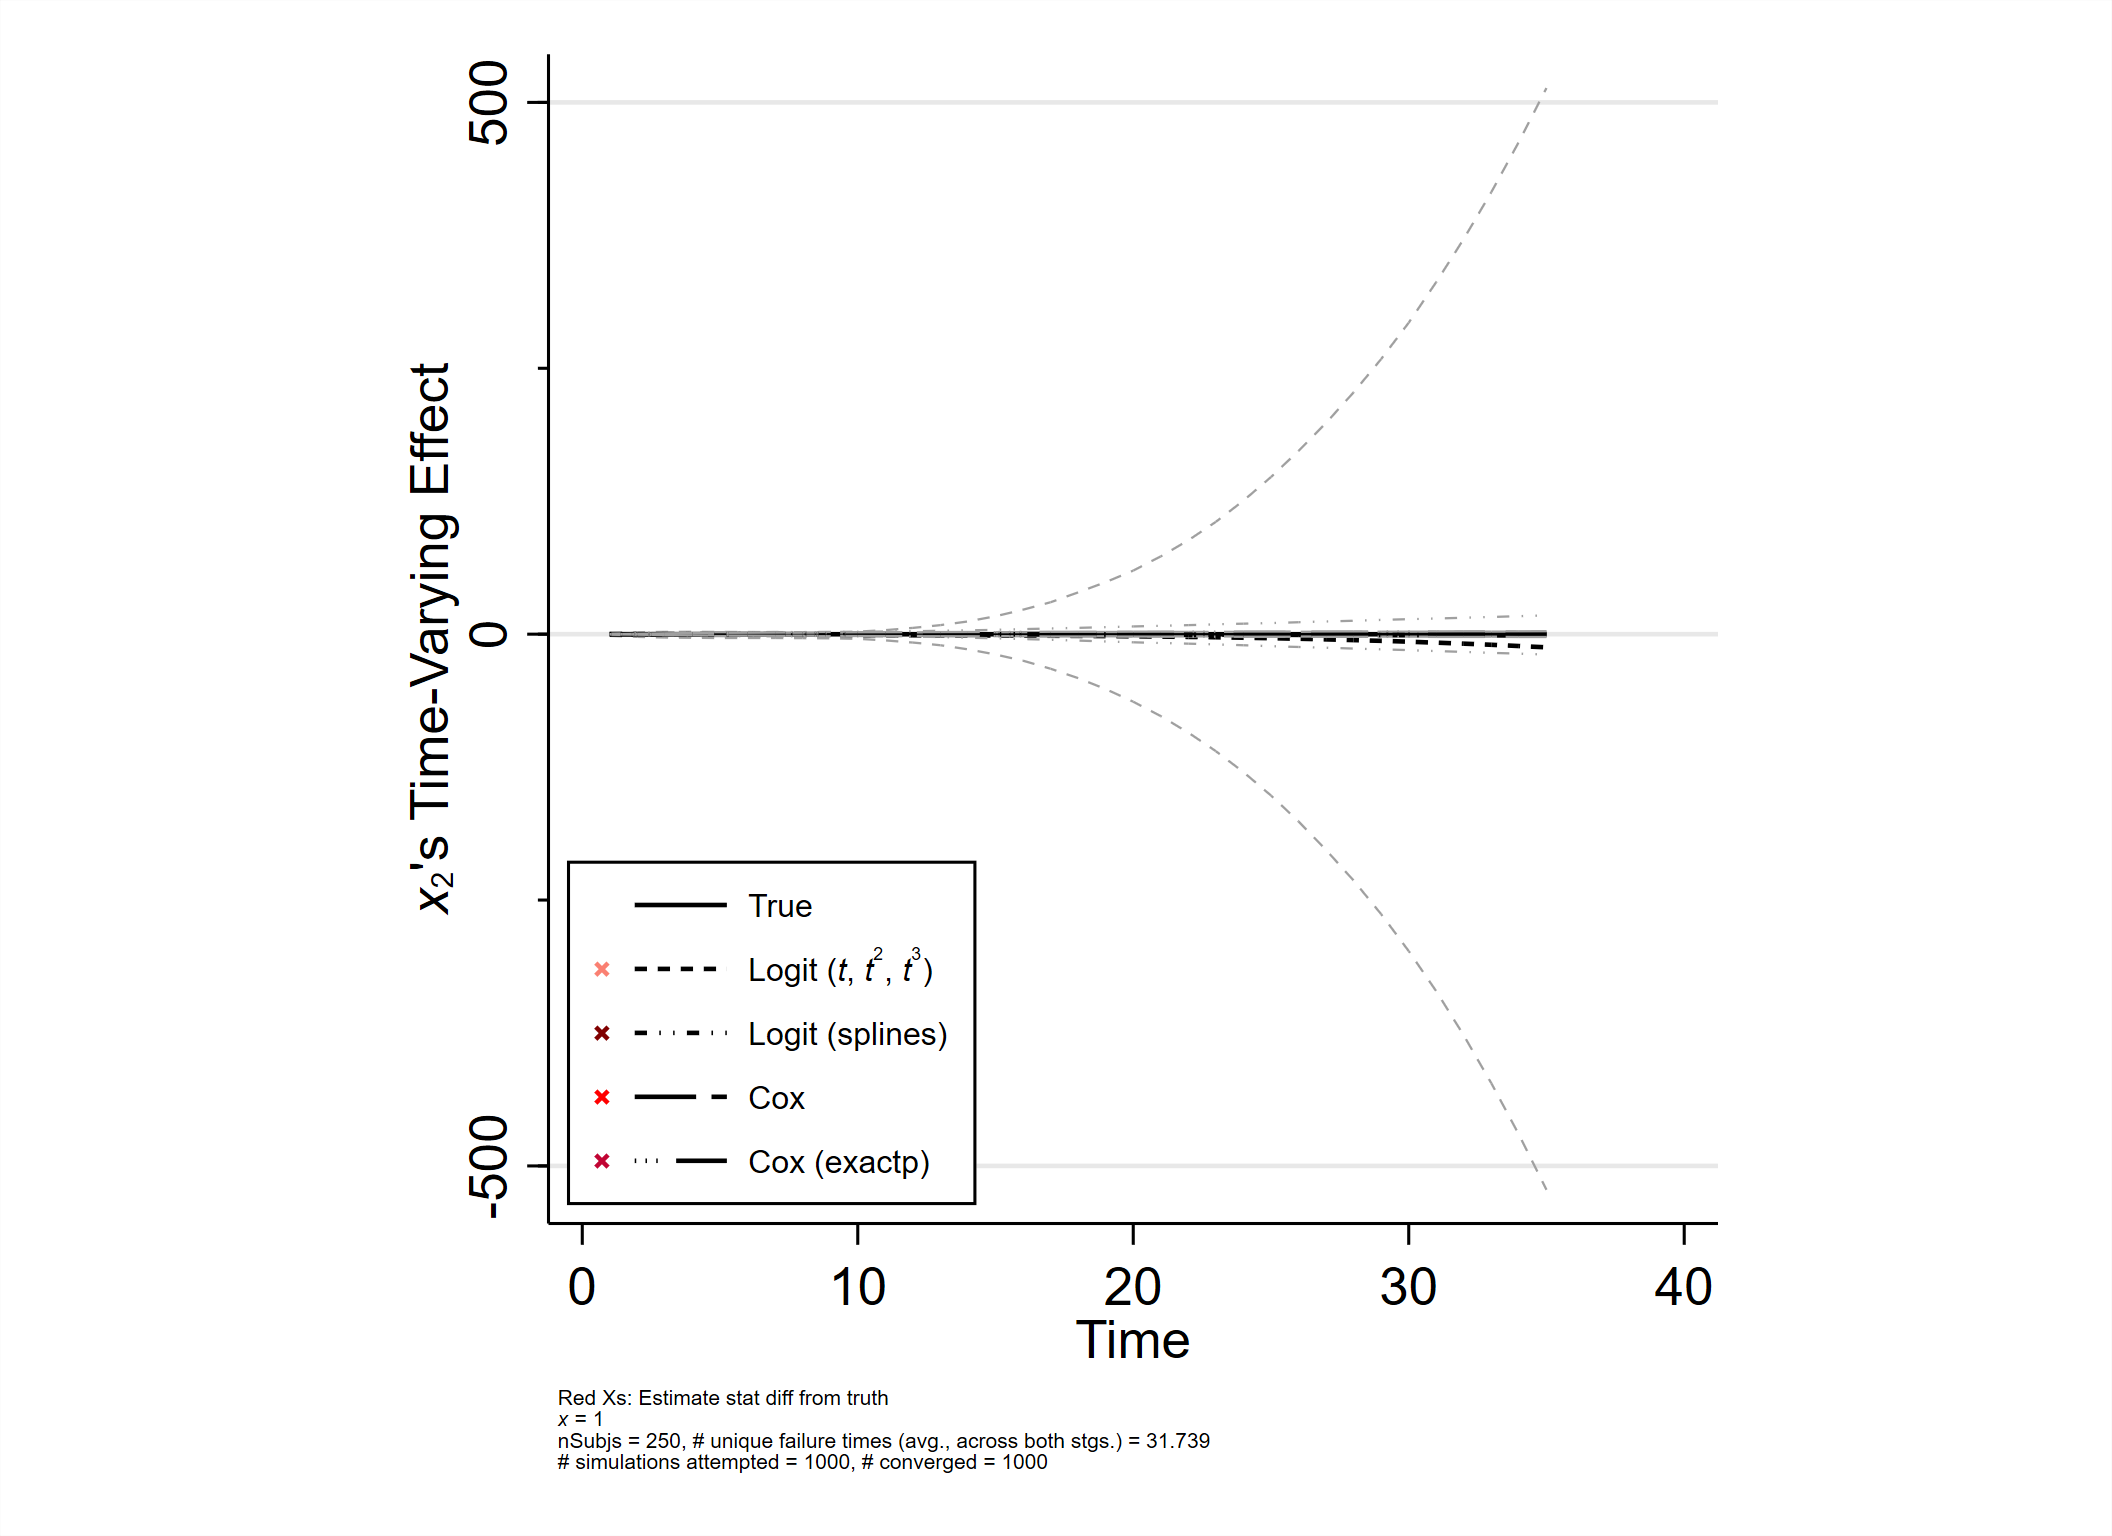 x₂'s Time-Varying Effect
500
0
-500
True
Logit (t, t², t³)
Logit (splines)
Cox
Cox (exactp)
0 10 20 30 40
Time
Red Xs: Estimate stat diff from truth
x = 1
nSubjs = 250, # unique failure times (avg., across both stgs.) = 31.739
# simulations attempted = 1000, # converged = 1000